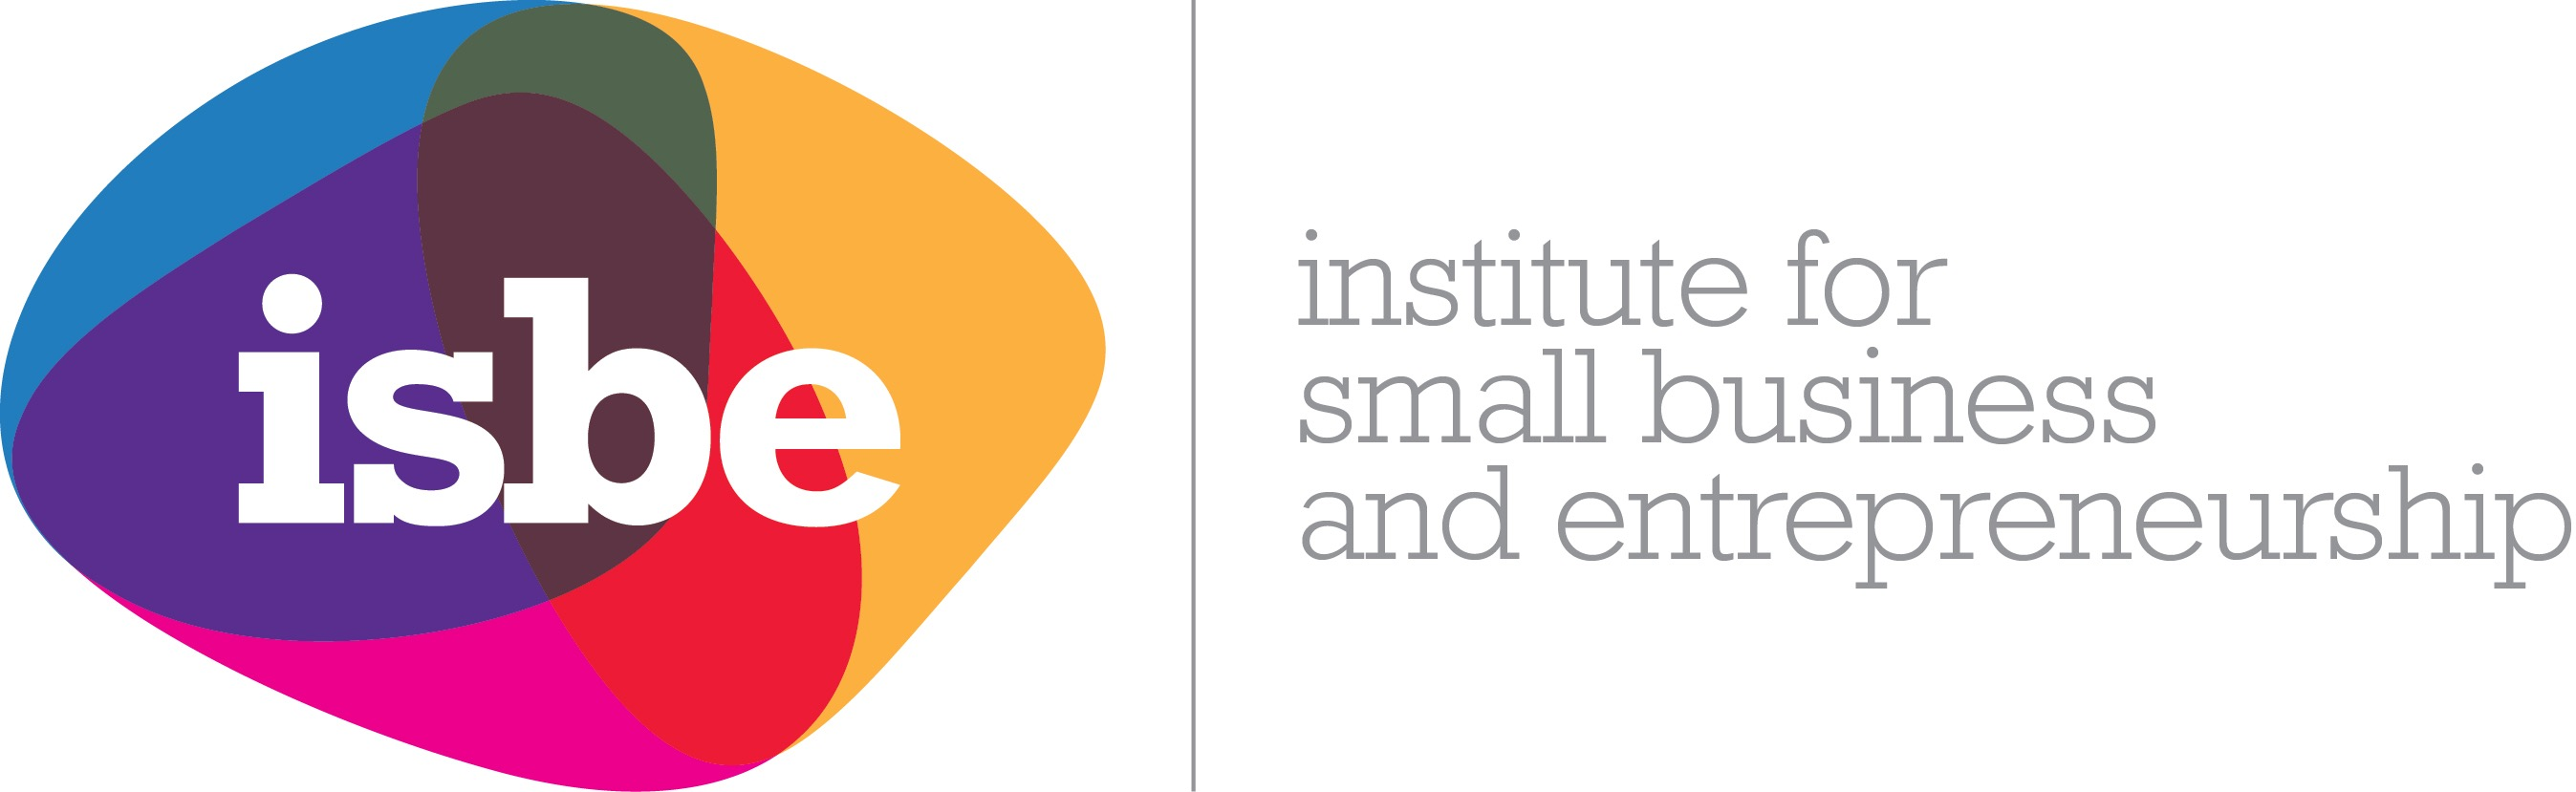 isbe
institute for
small business
and entrepreneurship